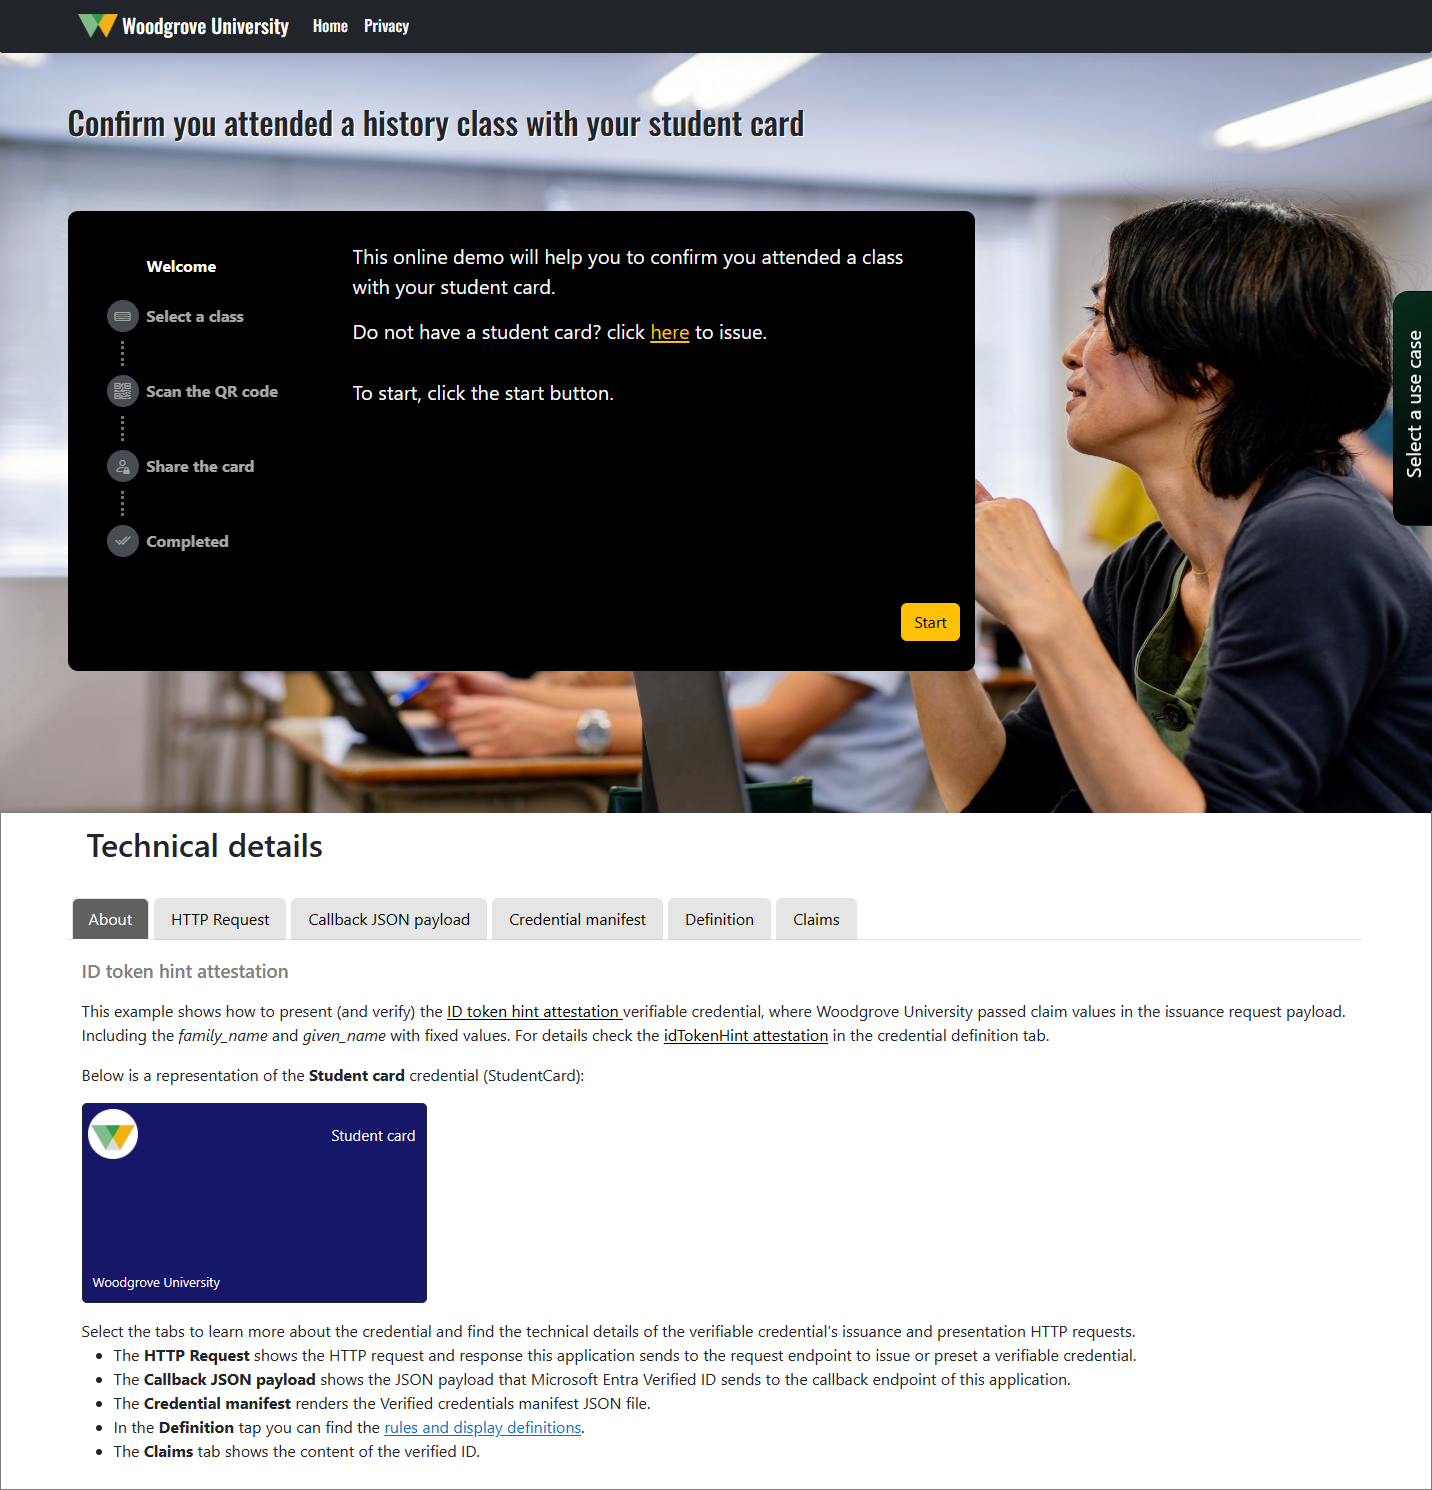 Woodgrove University Home Privacy
Confirm you attended a history class with your student card
Welcome
Select a class
Scan the QR code
Share the card
Completed
This online demo will help you to confirm you attended a class
with your student card.
Do not have a student card? click here to issue.
To start, click the start button.
Start
Select a use case
Technical details
About HTTP Request Callback JSON payload Credential manifest Definition Claims
ID token hint attestation
This example shows how to present (and verify) the ID token hint attestation verifiable credential, where Woodgrove University passed claim values in the issuance request payload.
Including the family_name and given_name with fixed values. For details check the idTokenHint attestation in the credential definition tab.
Below is a representation of the Student card credential (StudentCard):
Student card
Woodgrove University
Select the tabs to learn more about the credential and find the technical details of the verifiable credential's issuance and presentation HTTP requests.
The HTTP Request shows the HTTP request and response this application sends to the request endpoint to issue or preset a verifiable credential.
The Callback JSON payload shows the JSON payload that Microsoft Entra Verified ID sends to the callback endpoint of this application.
The Credential manifest renders the Verified credentials manifest JSON file.
In the Definition tap you can find the rules and display definitions.
The Claims tab shows the content of the verified ID.